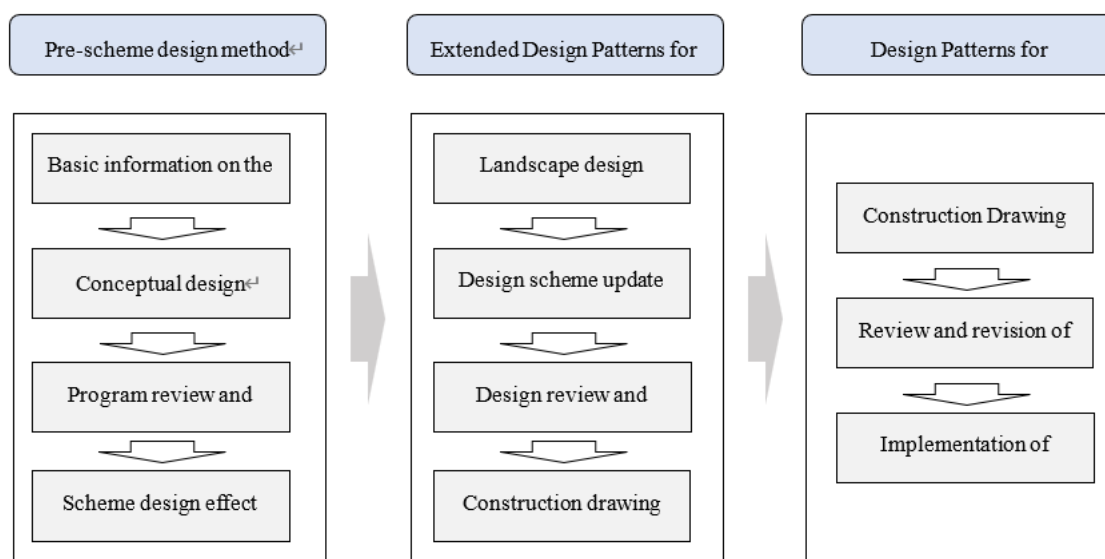 Pre-scheme design method↵
Extended Design Patterns for
Design Patterns for
Basic information on the
Conceptual design↵
Program review and
Scheme design effect
Landscape design
Design scheme update
Design review and
Construction drawing
Construction Drawing
Review and revision of
Implementation of